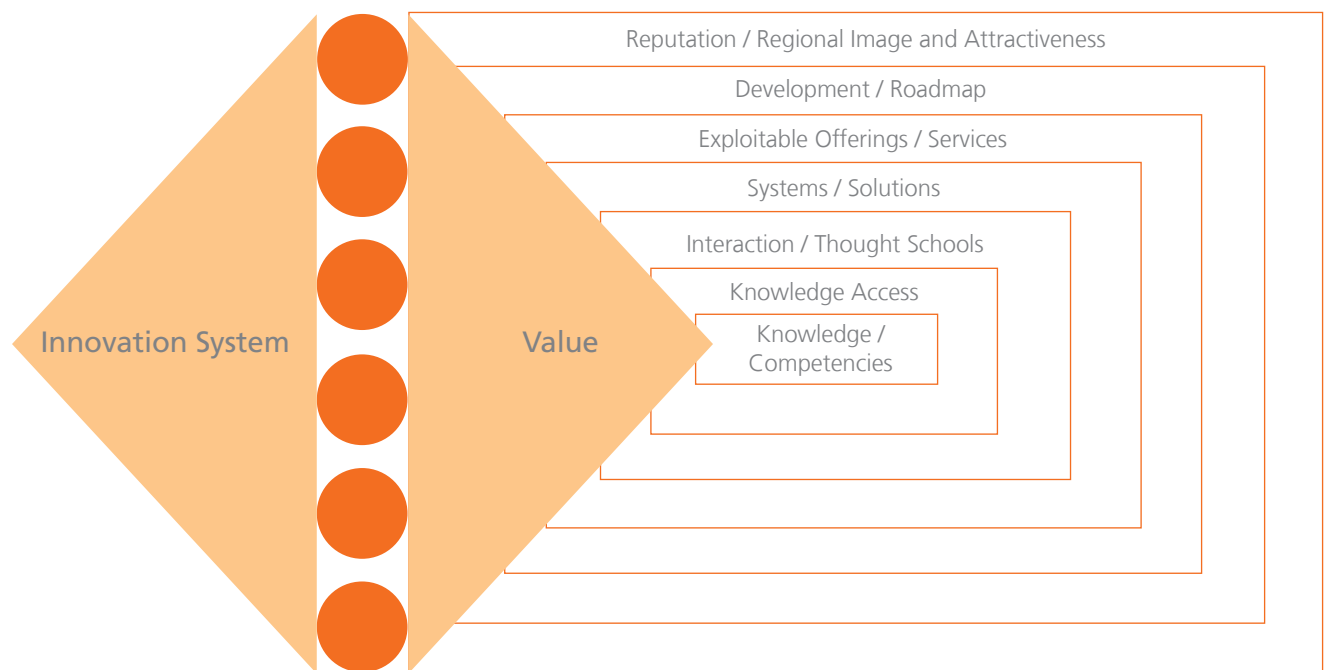 Reputation / Regional Image and Attractiveness
Development / Roadmap
Exploitable Offerings / Services
Systems / Solutions
Interaction / Thought Schools
Knowledge Access
Knowledge /
Competencies
Innovation System
Value